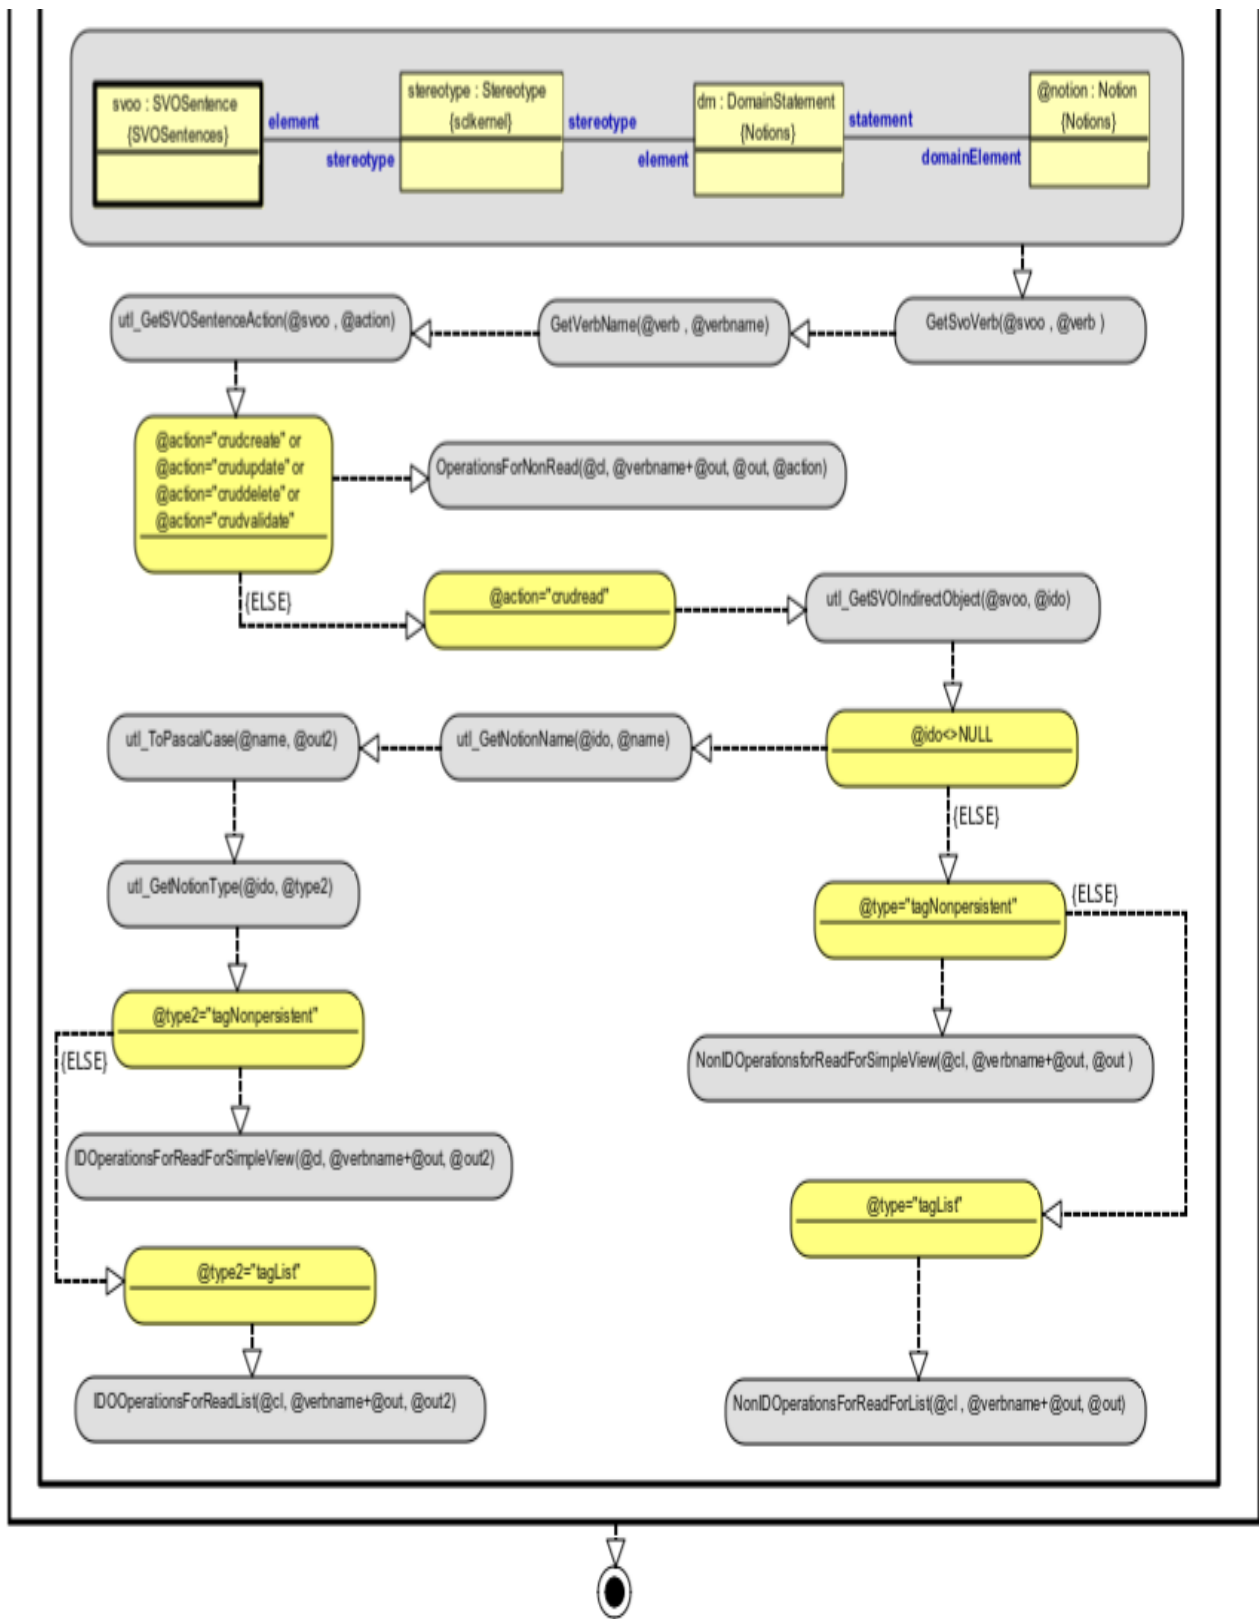 svoo : SVOSentence
{SVOSentences}
element
stereotype
stereotype : Stereotype
{sclkernel}
stereotype
element
dm : DomainStatement
{Notions}
statement
domainElement
@notion : Notion
{Notions}
utl_GetSVOSentenceAction(@svoo , @action)
GetVerbName(@verb , @verbname)
GetSvoVerb(@svoo , @verb )
@action="crudcreate" or
@action="crudupdate" or
@action="cruddelete" or
@action="crudvalidate"
OperationsForNonRead(@cl, @verbname+@out, @out, @action)
{ELSE}
@action="crudread"
utl_GetSVOIndirectObject(@svoo, @ido)
utl_ToPascalCase(@name, @out2)
utl_GetNotionName(@ido, @name)
@ido<>NULL
{ELSE}
utl_GetNotionType(@ido, @type2)
@type="tagNonpersistent"
{ELSE}
@type2="tagNonpersistent"
{ELSE}
NonIDOperationsforReadForSimpleView(@cl, @verbname+@out, @out )
IDOperationsForReadForSimpleView(@cl, @verbname+@out, @out2)
@type="tagList"
@type2="tagList"
IDOOperationsForReadList(@cl, @verbname+@out, @out2)
NonIDOperationsForReadForList(@cl , @verbname+@out, @out)